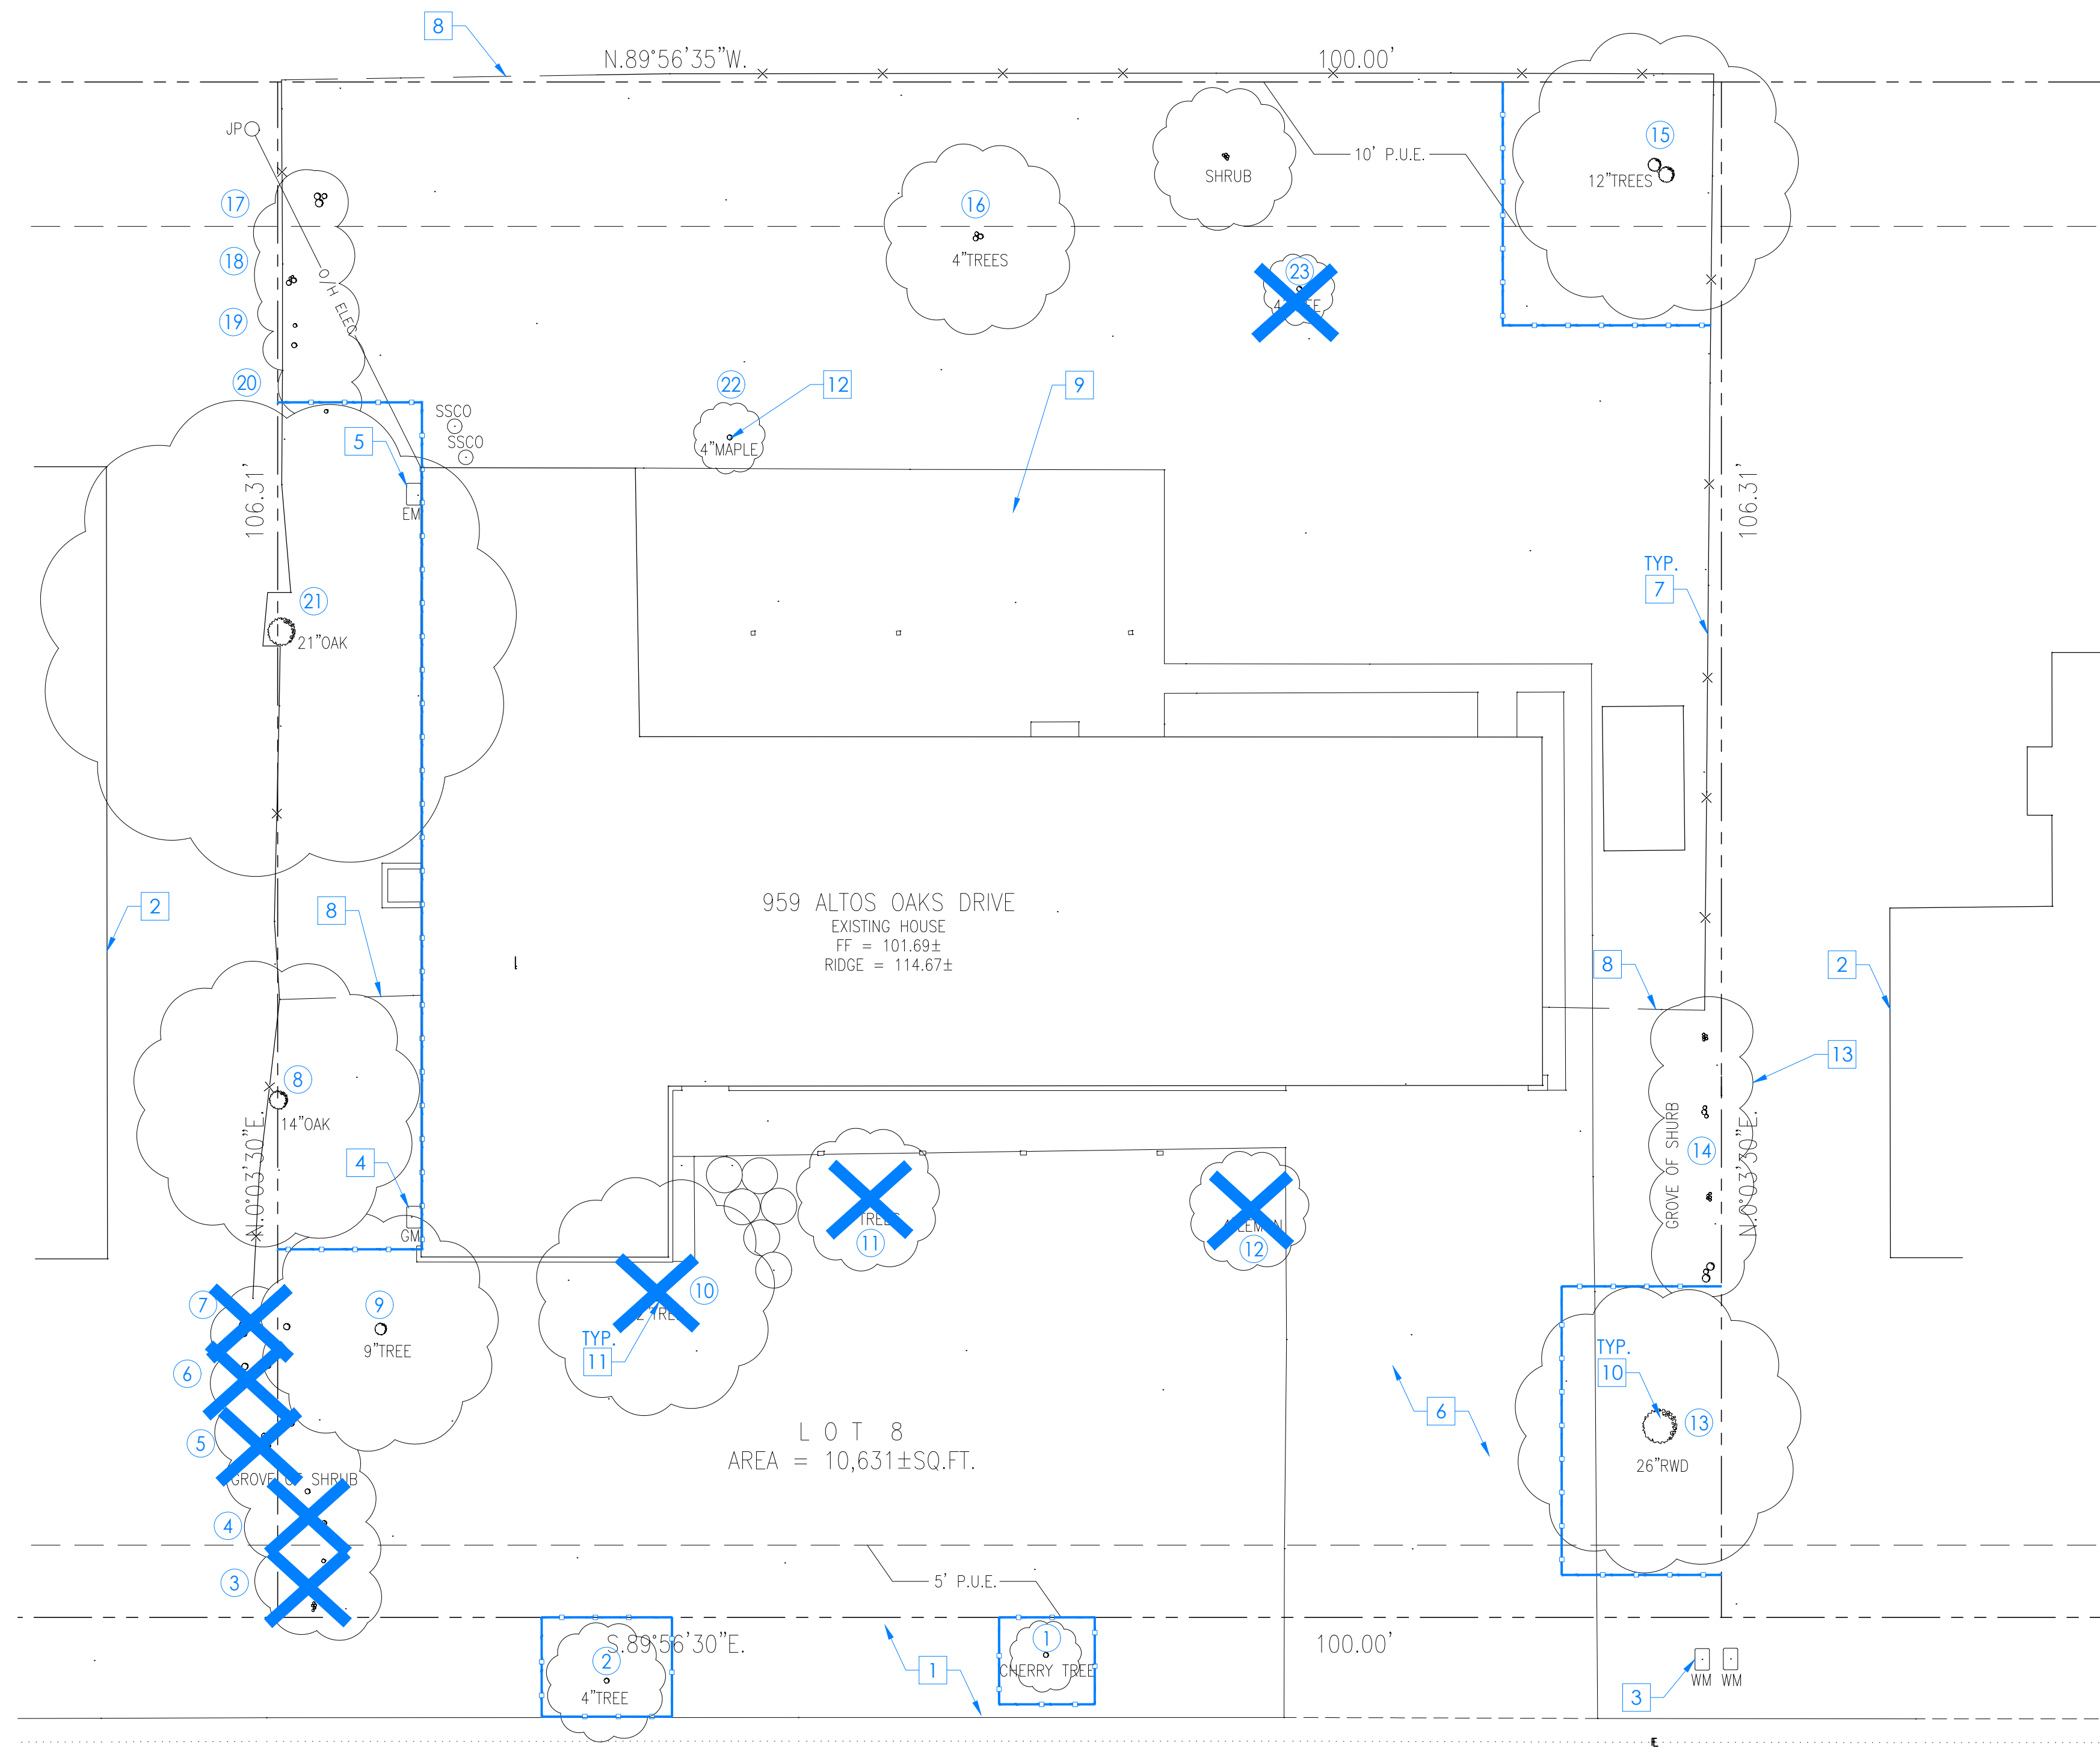 8
N.89°56'35"W.
100.00'
JP
15
10' P.U.E.
12"TREES
SHRUB
17
16
4"TREES
18
O/H ELEC
23
19
20
22
12
9
SSCO
SSCO
5
4"MAPLE
EM
106.31'
106.31'
TYP.
7
21
21"OAK
2
8
959 ALTOS OAKS DRIVE
EXISTING HOUSE
FF = 101.69±
RIDGE = 114.67±
8
2
13
8
14"OAK
N.0°03'30"E.
4
GM
GROVE OF SHURB
14
N.0°03'30"E.
TREES
11
12
7
9
9"TREE
10
TYP.
11
6
5
GROVE OF SHRUB
4
3
LOT 8
AREA = 10,631±SQ.FT.
6
TYP.
10
13
26"RWD
5' P.U.E.
S.89°56'30"E.
100.00'
2
4"TREE
1
1
CHERRY TREE
3
WM WM